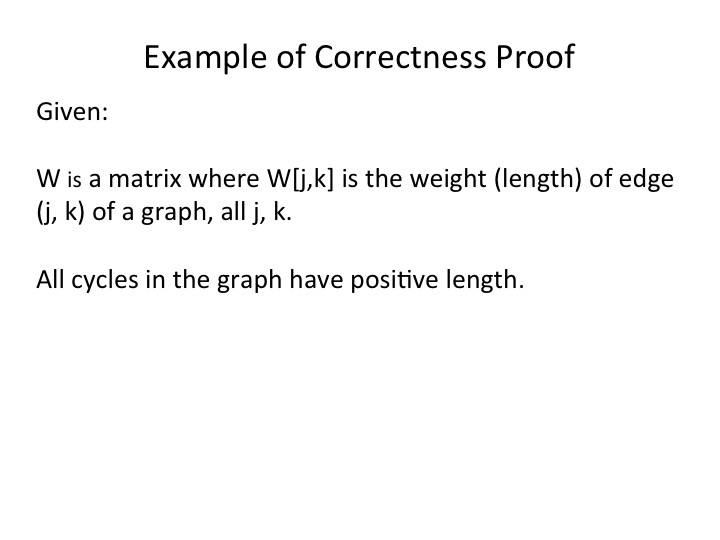 Example of Correctness Proof
Given:
W is a matrix where W[j,k] is the weight (length) of edge
(j, k) of a graph, all j, k.
All cycles in the graph have positive length.